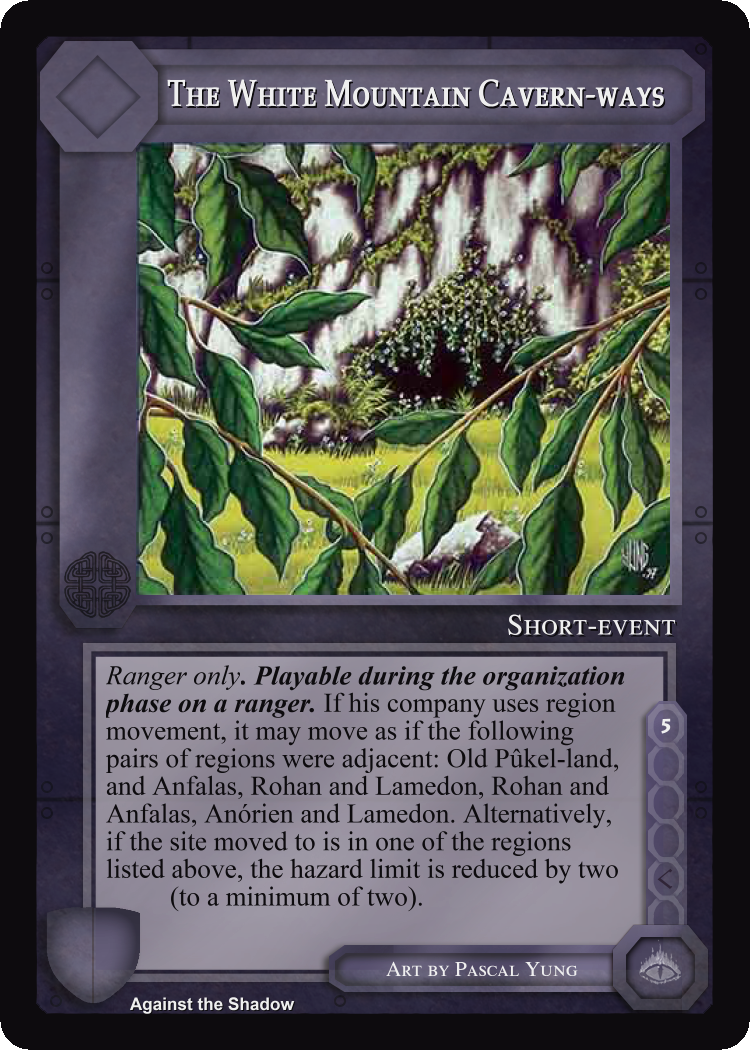 The White Mountain Cavern-ways
YUNG
.97
Short-event
Ranger only. Playable during the organization
phase on a ranger. If his company uses region
movement, it may move as if the following
pairs of regions were adjacent: Old Pûkel-land,
and Anfalas, Rohan and Lamedon, Rohan and
Anfalas, Anórien and Lamedon. Alternatively,
if the site moved to is in one of the regions
listed above, the hazard limit is reduced by two
(to a minimum of two).
5
<
Art by Pascal Yung
Against the Shadow